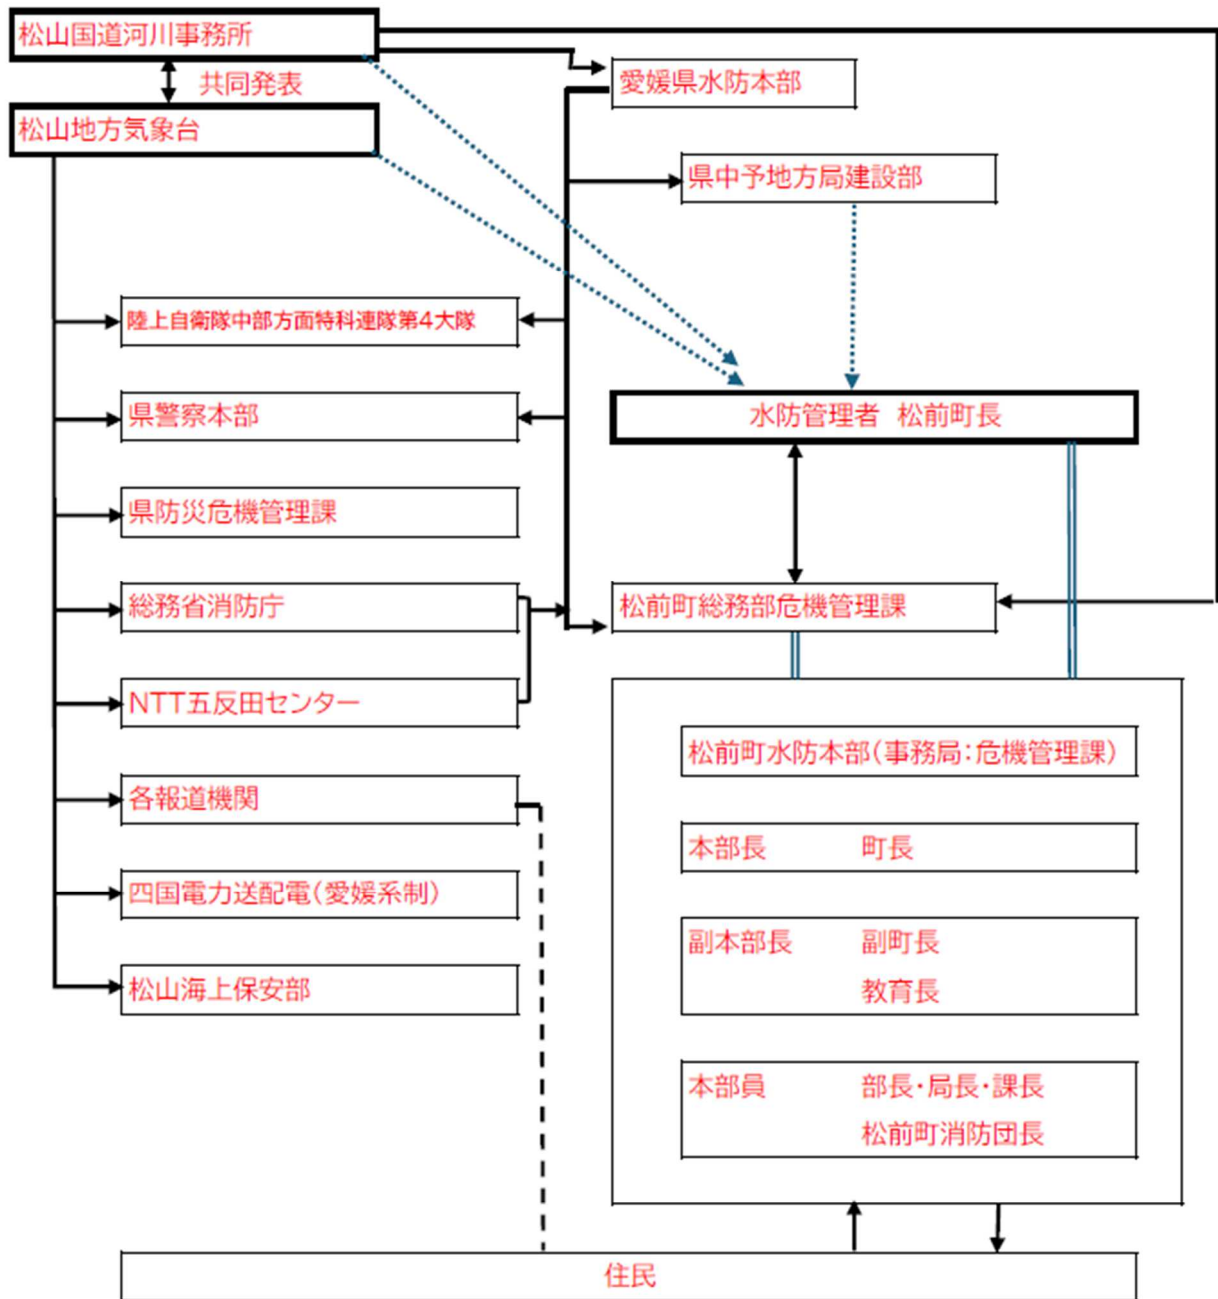 松山国道河川事務所
共同発表
松山地方気象台
愛媛県水防本部
県中予地方局建設部
陸上自衛隊中部方面特科連隊第4大隊
県警察本部
県防災危機管理課
総務省消防庁
NTT五反田センター
各報道機関
四国電力送配電(愛媛系制)
松山海上保安部
水防管理者 松前町長
松前町総務部危機管理課
松前町水防本部(事務局:危機管理課)
本部長 町長
副本部長 副町長
教育長
本部員 部長・局長・課長
松前町消防団長
住民